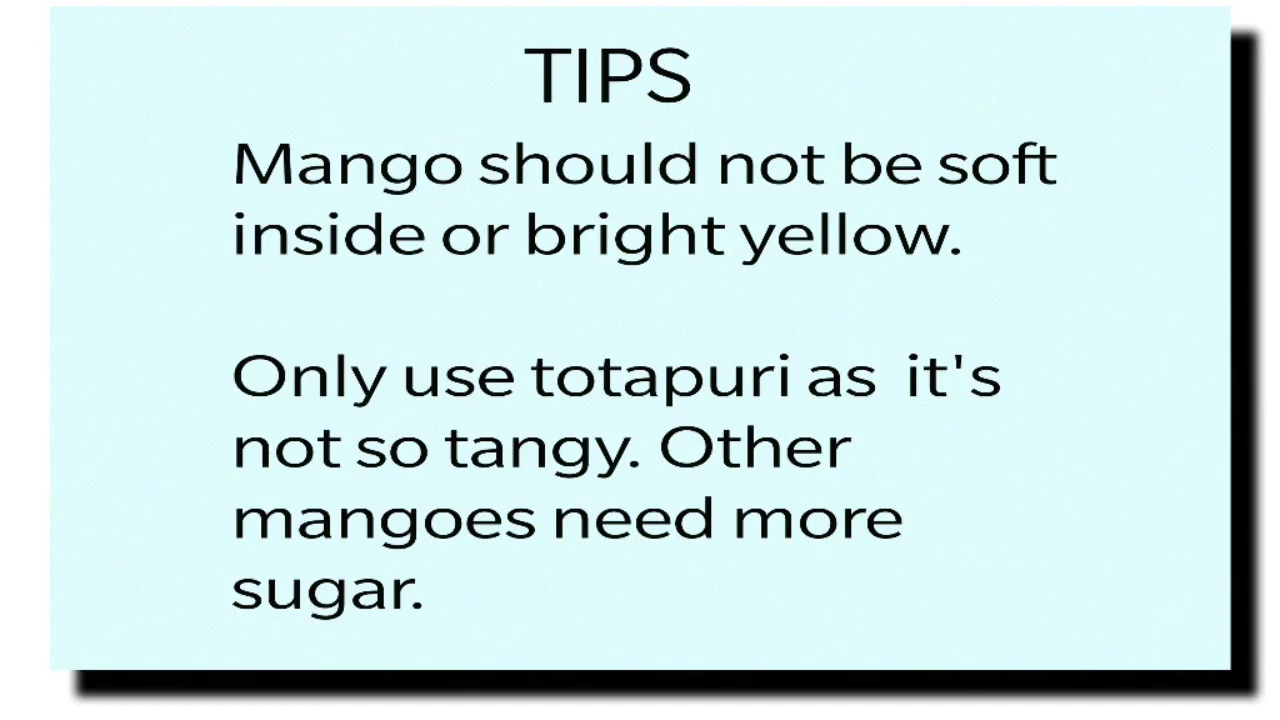 TIPS
Mango should not be soft
inside or bright yellow.
Only use totapuri as  it's
not so tangy. Other
mangoes need more
sugar.